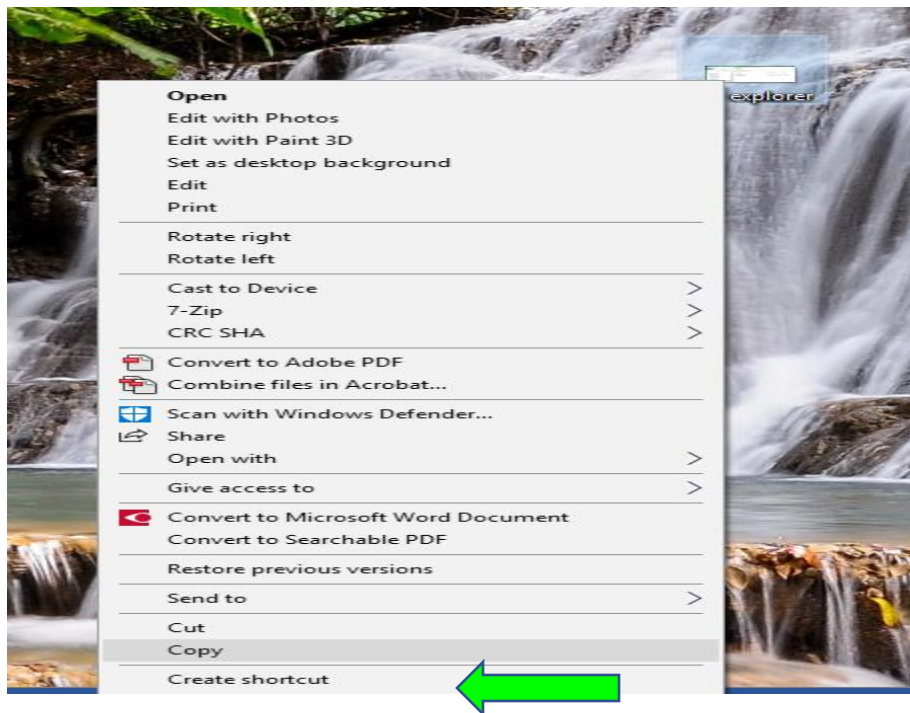 explorer
Open
Edit with Photos
Edit with Paint 3D
Set as desktop background
Edit
Print
Rotate right
Rotate left
Cast to Device
7-Zip
CRC SHA
Convert to Adobe PDF
Combine files in Acrobat...
Scan with Windows Defender...
Share
Open with
Give access to
Convert to Microsoft Word Document
Convert to Searchable PDF
Restore previous versions
Send to
Cut
Copy
Create shortcut